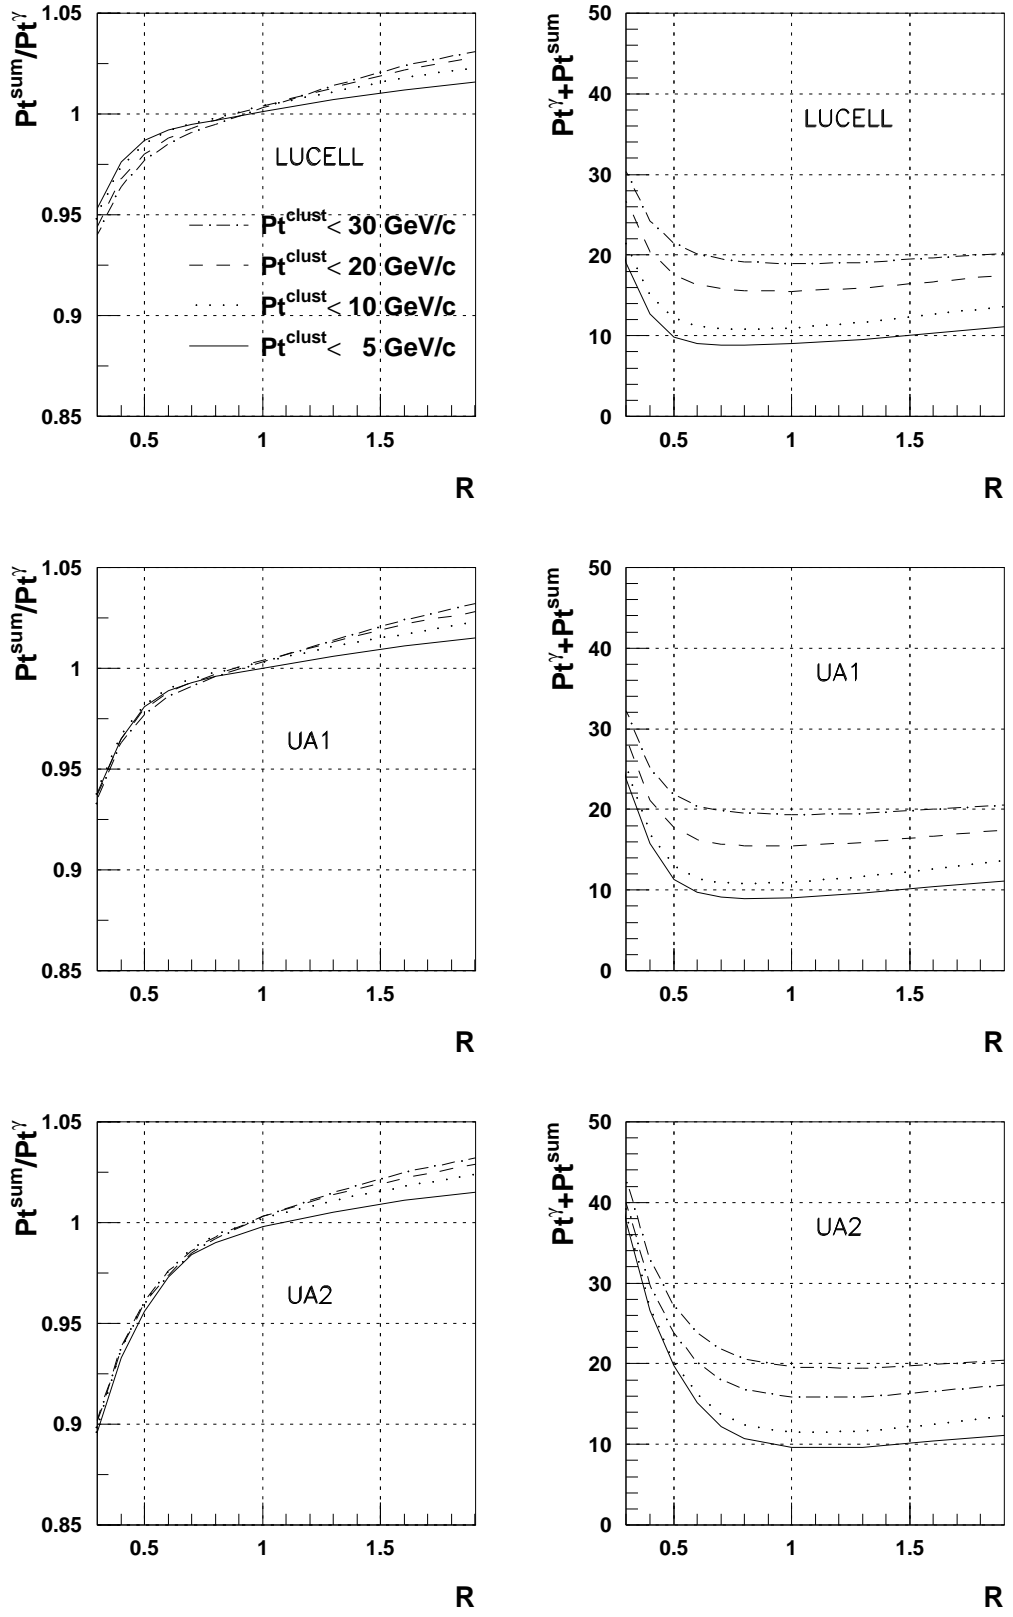 Pt^sum/Pt^γ
1.05
1
0.95
0.9
0.85
LUCELL
Pt^clust < 30 GeV/c
Pt^clust < 20 GeV/c
Pt^clust < 10 GeV/c
Pt^clust < 5 GeV/c
0.5 1 1.5
R
Pt^γ+Pt^sum
50
40
30
20
10
0
LUCELL
0.5 1 1.5
R
Pt^sum/Pt^γ
1.05
1
0.95
0.9
0.85
UA1
0.5 1 1.5
R
Pt^γ+Pt^sum
50
40
30
20
10
0
UA1
0.5 1 1.5
R
Pt^sum/Pt^γ
1.05
1
0.95
0.9
0.85
UA2
0.5 1 1.5
R
Pt^γ+Pt^sum
50
40
30
20
10
0
UA2
0.5 1 1.5
R